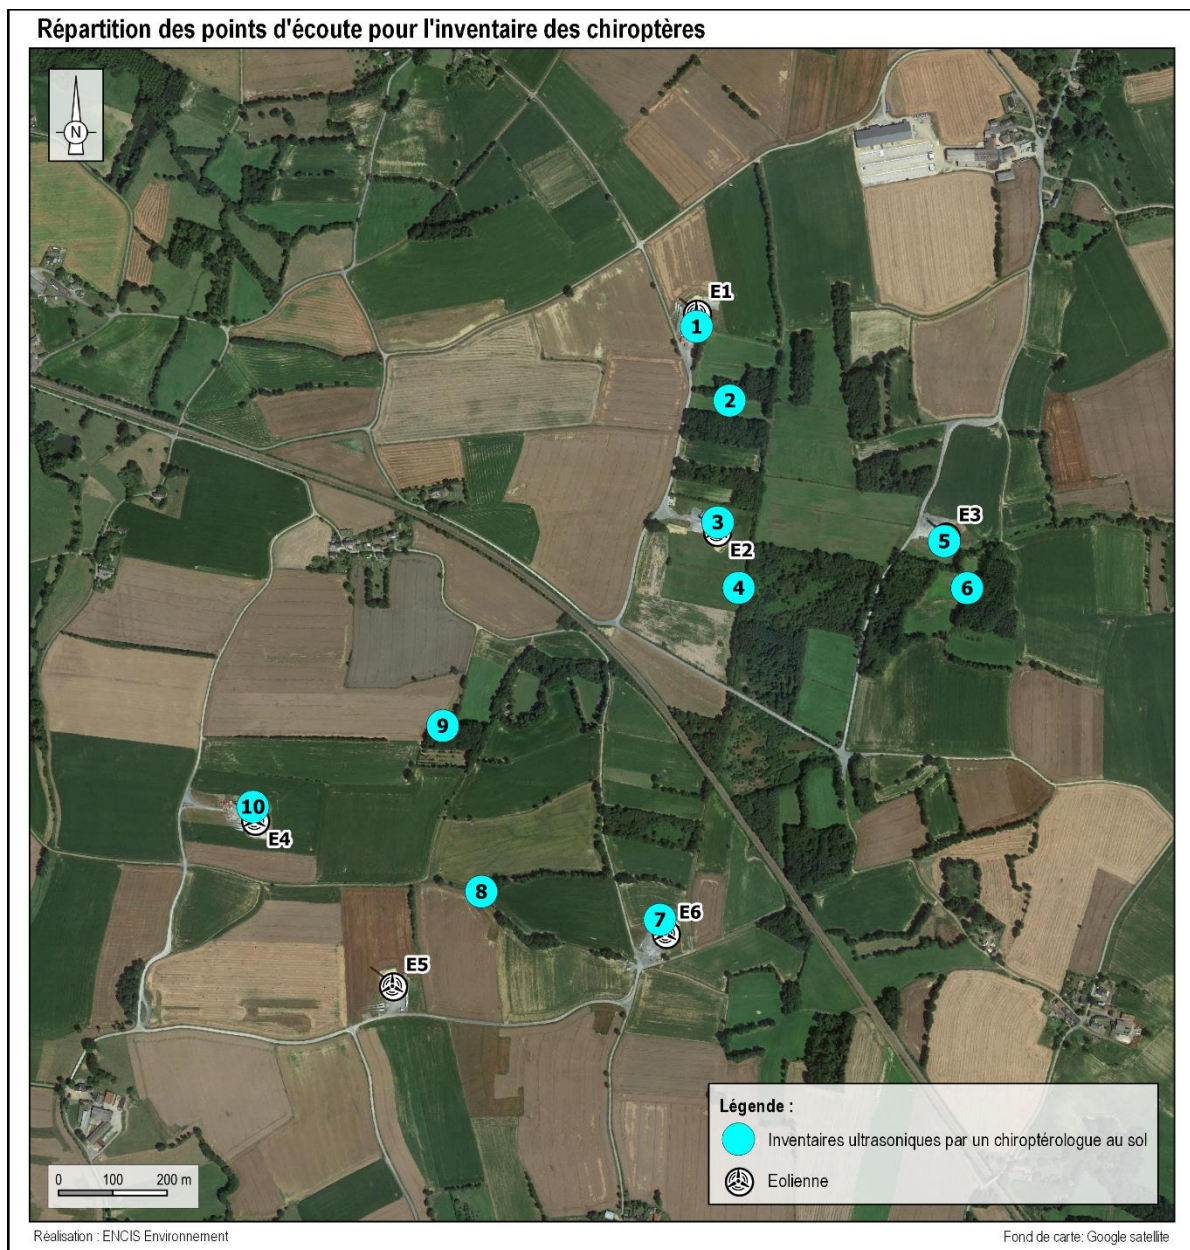 Répartition des points d'écoute pour l'inventaire des chiroptères
N
E1
1
2
3
E2
E3
5
4
6
9
10
E4
8
7
E6
E5
Légende :
Inventaires ultrasoniques par un chiroptérologue au sol
Eolienne
0 100 200 m
Réalisation : ENCIS Environnement
Fond de carte: Google satellite